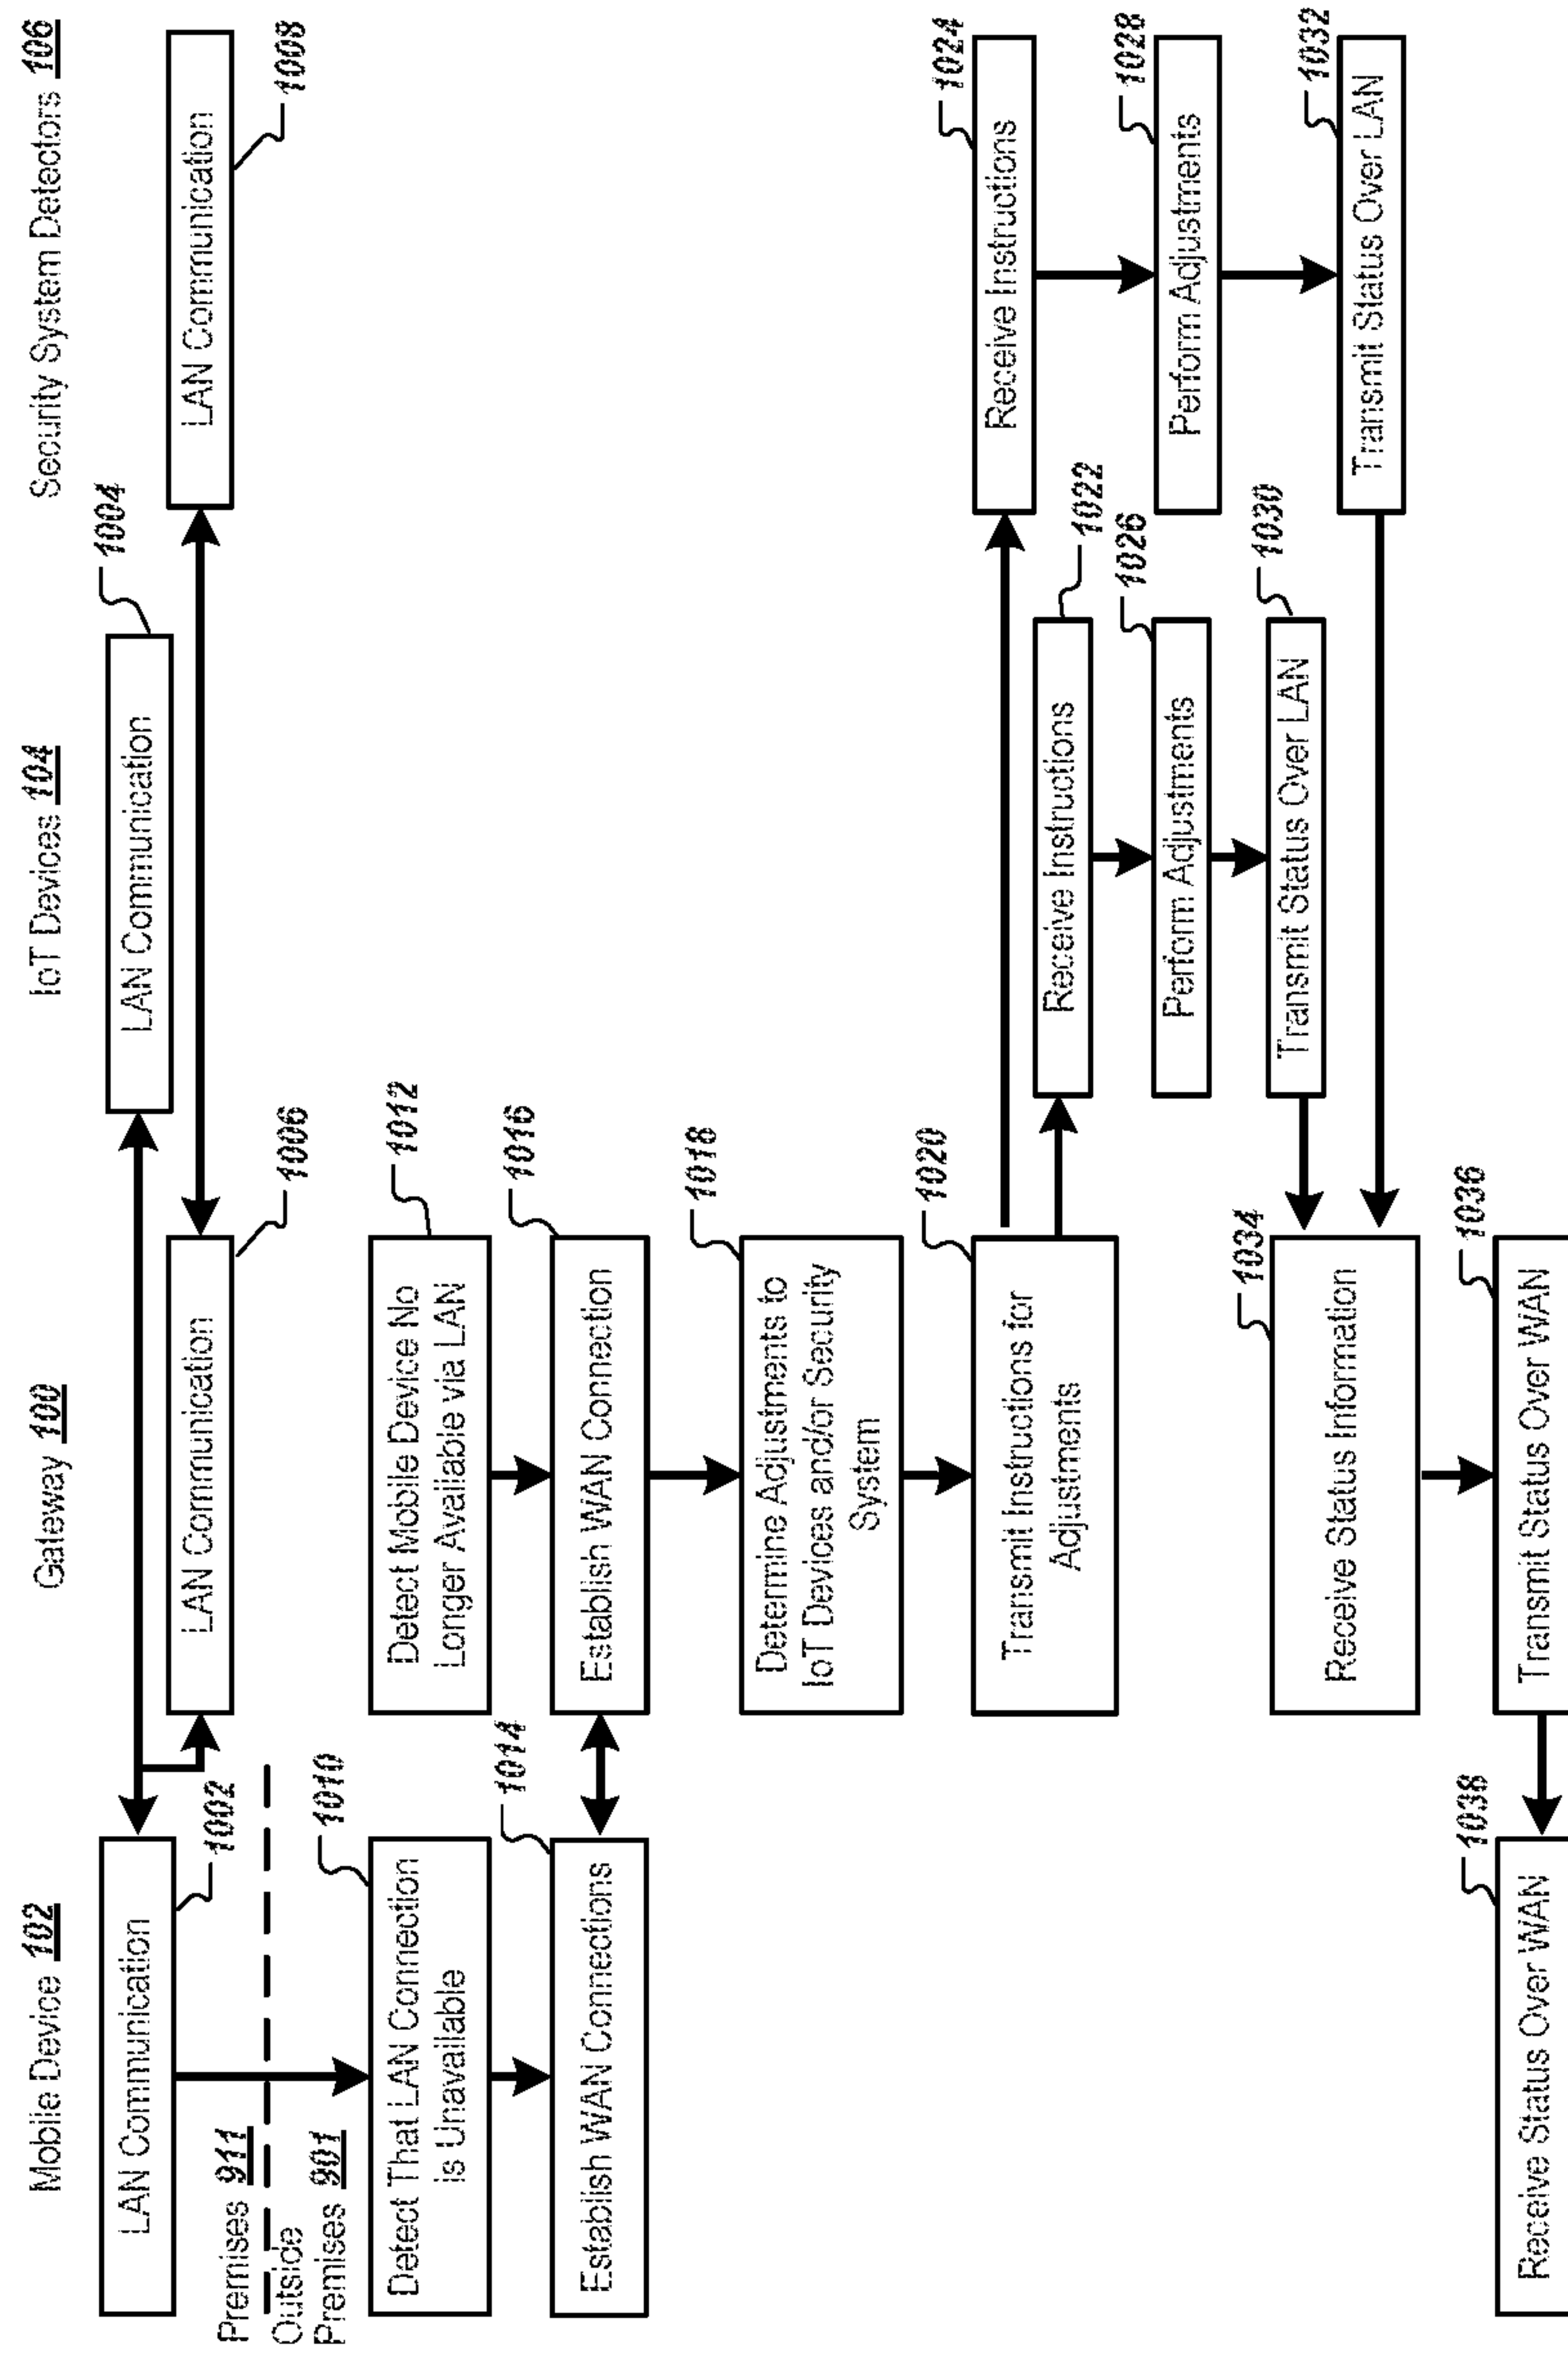 Mobile Device 102
Gateway 100
IoT Devices 104
Security System Detectors 106
LAN Communication
1002
LAN Communication
1004
LAN Communication
1006
LAN Communication
1008
Premises 911
Outside
Premises 901
Detect That LAN Connection
is Unavailable
1010
Detect Mobile Device No
Longer Available via LAN
1012
Establish WAN Connections
1014
Establish WAN Connection
1016
Determine Adjustments to
IoT Devices and/or Security
System
1018
Transmit Instructions for
Adjustments
1020
Receive Instructions
1022
Receive Instructions
1024
Perform Adjustments
1026
Perform Adjustments
1028
Transmit Status Over LAN
1030
Transmit Status Over LAN
1032
Receive Status Information
1034
Transmit Status Over WAN
1036
Receive Status Over WAN
1038